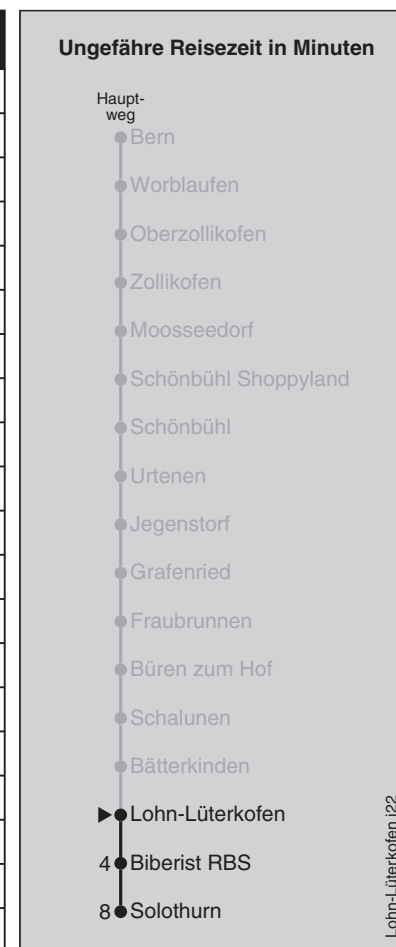 Ungefähre Reisezeit in Minuten
Haupt-
weg
Bern
Worblaufen
Oberzollikofen
Zollikofen
Moosseedorf
Schönbühl Shoppyland
Schönbühl
Urtenen
Jegenstorf
Grafenried
Fraubrunnen
Büren zum Hof
Schalunen
Bätterkinden
Lohn-Lüterkofen
4 Biberist RBS
8 Solothurn
Lohn-Lüterkofen j22